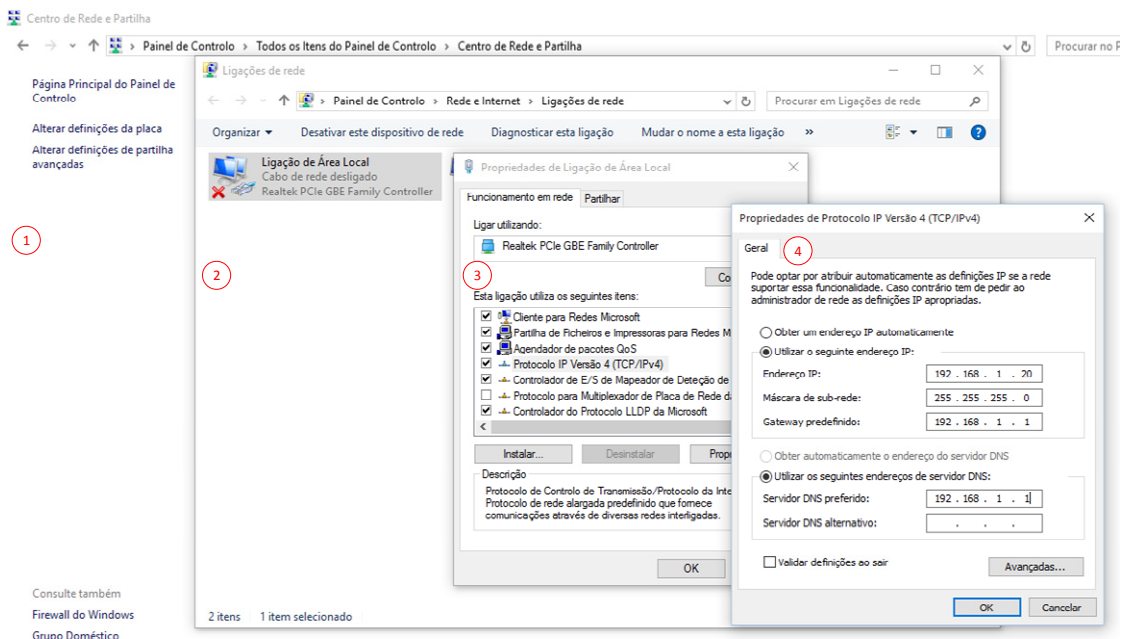 Centro de Rede e Partilha
Painel de Controlo > Todos os Itens do Painel de Controlo > Centro de Rede e Partilha
Procurar no P
Página Principal do Painel de
Controlo
Alterar definições da placa
Alterar definições de partilha
avançadas
1
Consulte também
Firewall do Windows
Grupo Doméstico
Ligações de rede
Painel de Controlo > Rede e Internet > Ligações de rede
Procurar em Ligações de rede
Organizar
Desativar este dispositivo de rede
Diagnosticar esta ligação
Mudar o nome a esta ligação
»
?
Ligação de Área Local
Cabo de rede desligado
Realtek PCIe GBE Family Controller
2
2 itens
1 item selecionado
Propriedades de Ligação de Área Local
Funcionamento em rede
Partilhar
Ligar utilizando:
Realtek PCIe GBE Family Controller
3
Co
Esta ligação utiliza os seguintes itens:
Cliente para Redes Microsoft
Partilha de Ficheiros e Impressoras para Redes M
Agendador de pacotes QoS
Protocolo IP Versão 4 (TCP/IPv4)
Controlador de E/S de Mapeador de Deteção de
Protocolo para Multiplexador de Placa de Rede d
Controlador do Protocolo LLDP da Microsoft
Instalar...
Desinstalar
Prop
Descrição
Protocolo de Controlo de Transmissão/Protocolo da Inte
Protocolo de rede alargada predefinido que fornece
comunicações através de diversas redes interligadas.
OK
Propriedades de Protocolo IP Versão 4 (TCP/IPv4)
Geral
4
Pode optar por atribuir automaticamente as definições IP se a rede
suportar essa funcionalidade. Caso contrário tem de pedir ao
administrador de rede as definições IP apropriadas.
Obter um endereço IP automaticamente
Utilizar o seguinte endereço IP:
Endereço IP: 192 . 168 . 1 . 20
Máscara de sub-rede: 255 . 255 . 255 . 0
Gateway predefinido: 192 . 168 . 1 . 1
Obter automaticamente o endereço do servidor DNS
Utilizar os seguintes endereços de servidor DNS:
Servidor DNS preferido: 192 . 168 . 1 . 1
Servidor DNS alternativo: . . .
Validar definições ao sair
Avançadas...
OK
Cancelar